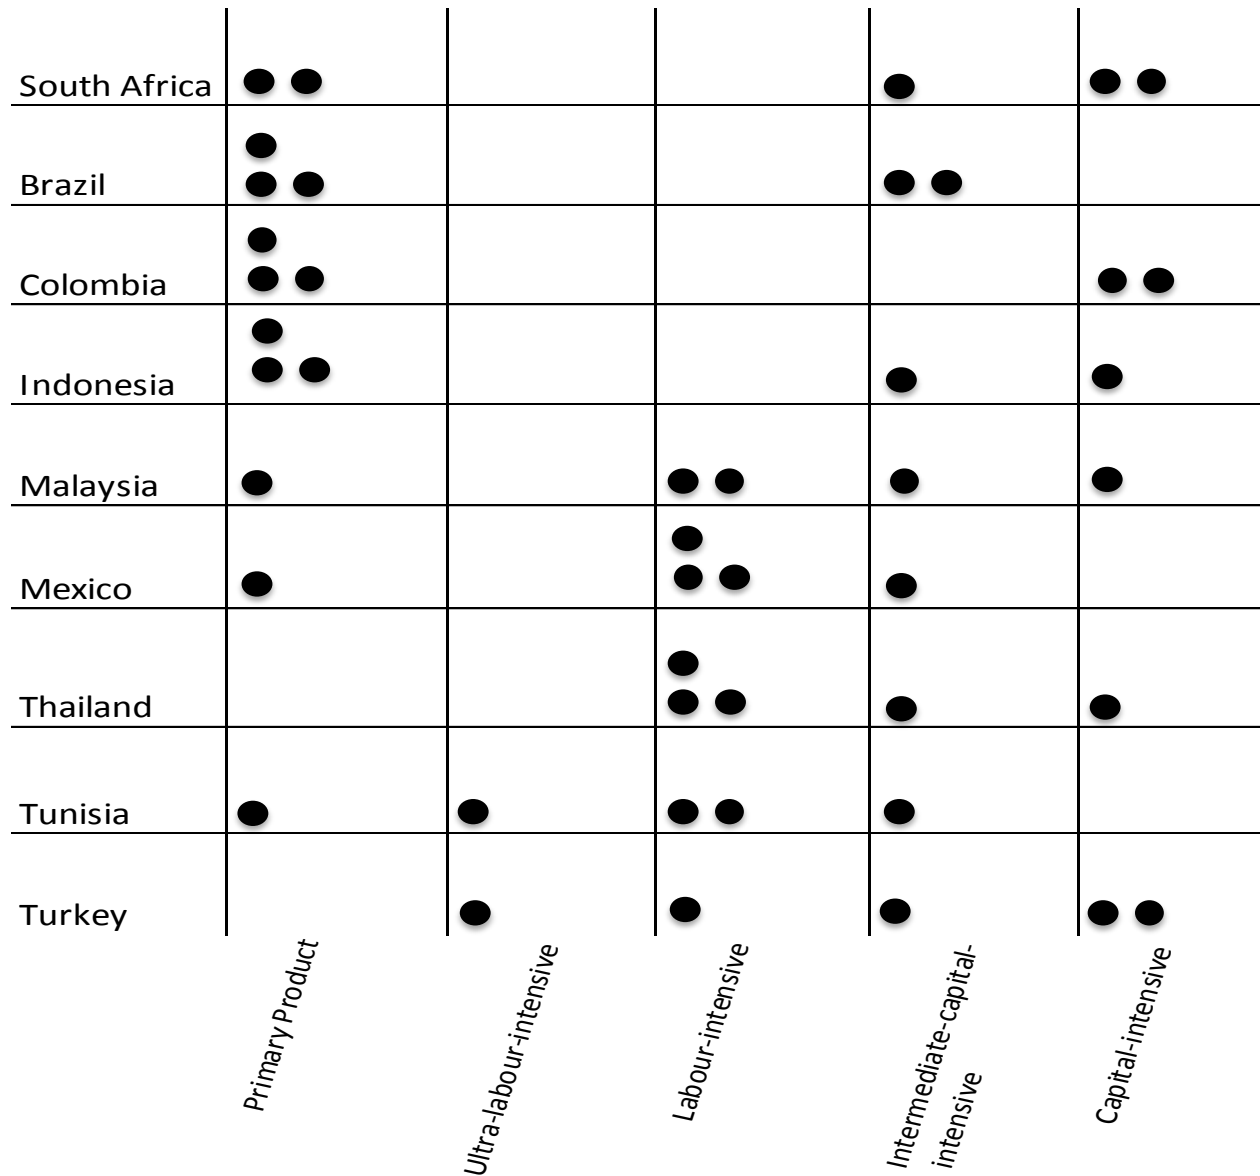 South Africa
Brazil
Colombia
Indonesia
Malaysia
Mexico
Thailand
Tunisia
Turkey
Primary Product
Ultra-labour-intensive
Labour-intensive
Intermediate-capital-
intensive
Capital-intensive